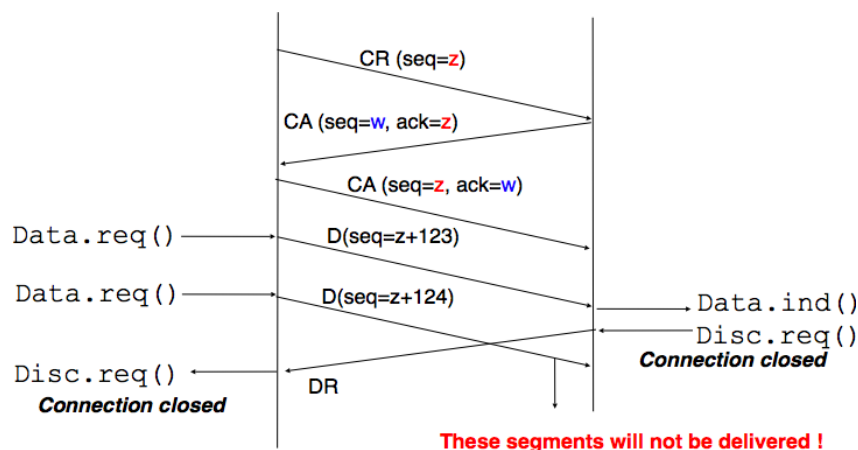 CR (seq=z)
CA (seq=w, ack=z)
CA (seq=z, ack=w)
Data.req()
D(seq=z+123)
Data.req()
D(seq=z+124)
Data.ind()
Disc.req()
Connection closed
Disc.req()
DR
Connection closed
These segments will not be delivered !